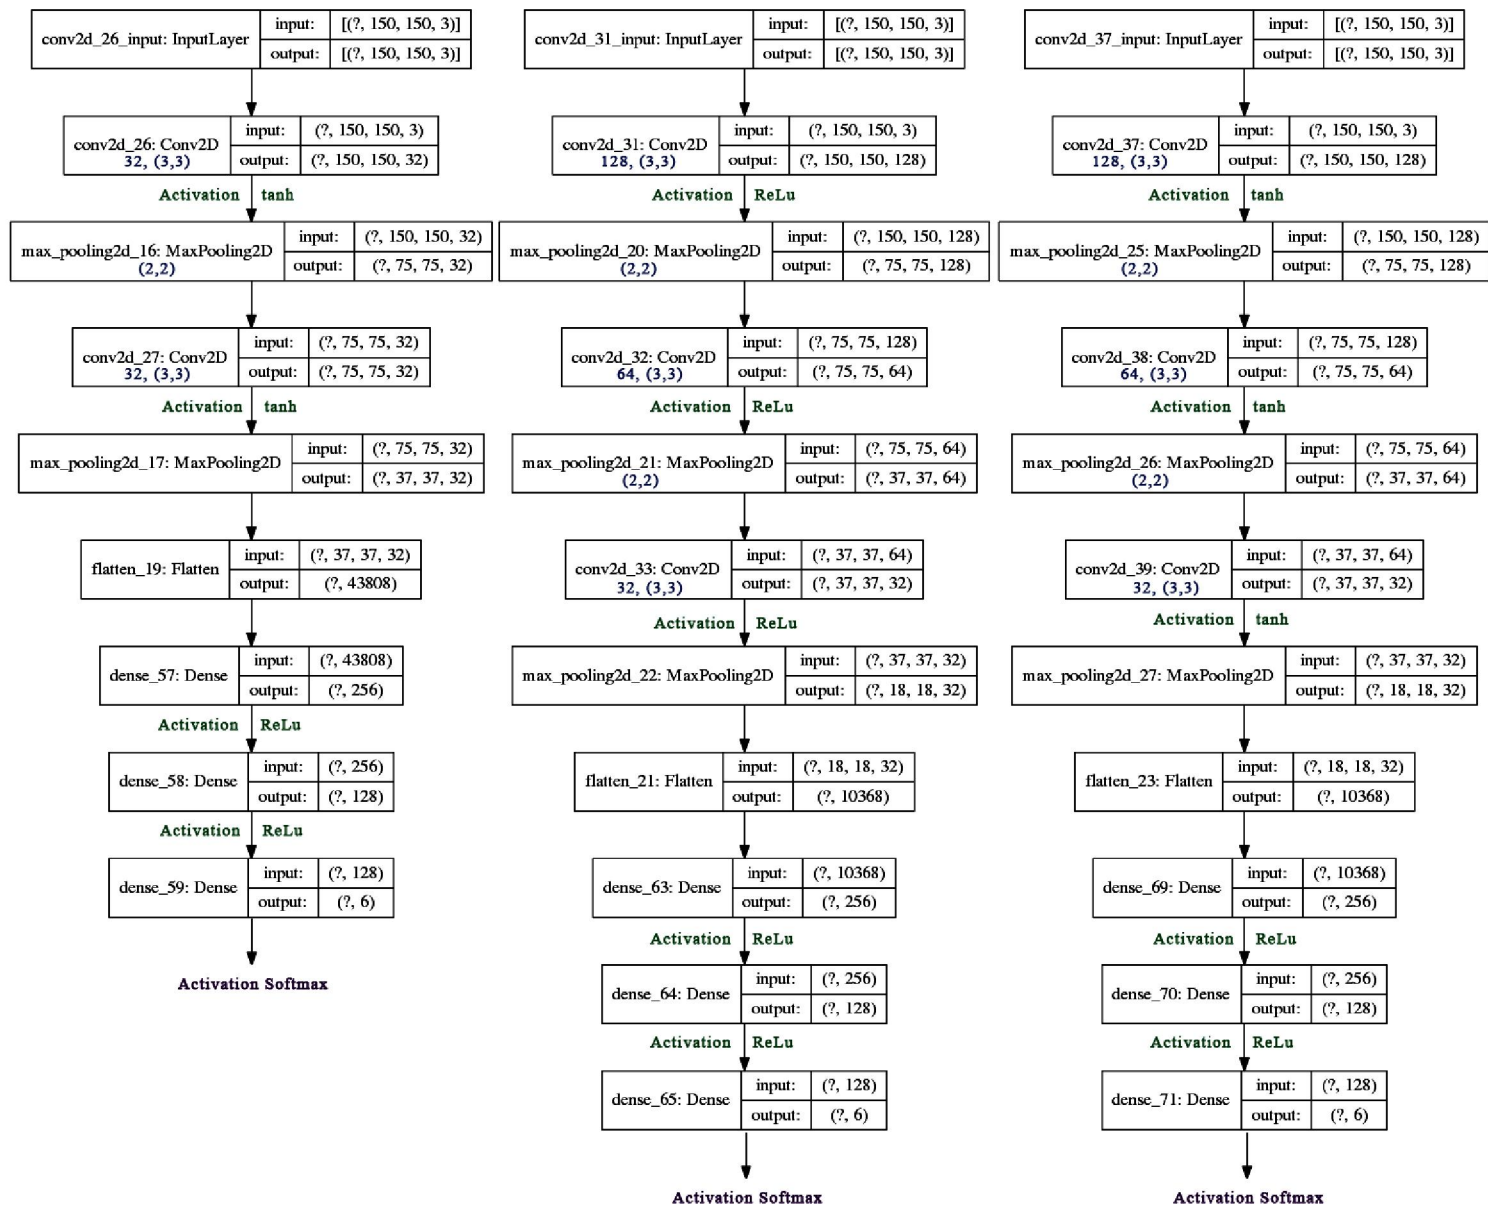 conv2d_26_input: InputLayer
input: [(?, 150, 150, 3)]
output: [(?, 150, 150, 3)]
conv2d_26: Conv2D
32, (3,3)
input: (?, 150, 150, 3)
output: (?, 150, 150, 32)
Activation tanh
max_pooling2d_16: MaxPooling2D
(2,2)
input: (?, 150, 150, 32)
output: (?, 75, 75, 32)
conv2d_27: Conv2D
32, (3,3)
input: (?, 75, 75, 32)
output: (?, 75, 75, 32)
Activation tanh
max_pooling2d_17: MaxPooling2D
input: (?, 75, 75, 32)
output: (?, 37, 37, 32)
flatten_19: Flatten
input: (?, 37, 37, 32)
output: (?, 43808)
dense_57: Dense
input: (?, 43808)
output: (?, 256)
Activation ReLu
dense_58: Dense
input: (?, 256)
output: (?, 128)
Activation ReLu
dense_59: Dense
input: (?, 128)
output: (?, 6)
Activation Softmax
conv2d_31_input: InputLayer
input: [(?, 150, 150, 3)]
output: [(?, 150, 150, 3)]
conv2d_31: Conv2D
128, (3,3)
input: (?, 150, 150, 3)
output: (?, 150, 150, 128)
Activation ReLu
max_pooling2d_20: MaxPooling2D
(2,2)
input: (?, 150, 150, 128)
output: (?, 75, 75, 128)
conv2d_32: Conv2D
64, (3,3)
input: (?, 75, 75, 128)
output: (?, 75, 75, 64)
Activation ReLu
max_pooling2d_21: MaxPooling2D
(2,2)
input: (?, 75, 75, 64)
output: (?, 37, 37, 64)
conv2d_33: Conv2D
32, (3,3)
input: (?, 37, 37, 64)
output: (?, 37, 37, 32)
Activation ReLu
max_pooling2d_22: MaxPooling2D
input: (?, 37, 37, 32)
output: (?, 18, 18, 32)
flatten_21: Flatten
input: (?, 18, 18, 32)
output: (?, 10368)
dense_63: Dense
input: (?, 10368)
output: (?, 256)
Activation ReLu
dense_64: Dense
input: (?, 256)
output: (?, 128)
Activation ReLu
dense_65: Dense
input: (?, 128)
output: (?, 6)
Activation Softmax
conv2d_37_input: InputLayer
input: [(?, 150, 150, 3)]
output: [(?, 150, 150, 3)]
conv2d_37: Conv2D
128, (3,3)
input: (?, 150, 150, 3)
output: (?, 150, 150, 128)
Activation tanh
max_pooling2d_25: MaxPooling2D
(2,2)
input: (?, 150, 150, 128)
output: (?, 75, 75, 128)
conv2d_38: Conv2D
64, (3,3)
input: (?, 75, 75, 128)
output: (?, 75, 75, 64)
Activation tanh
max_pooling2d_26: MaxPooling2D
(2,2)
input: (?, 75, 75, 64)
output: (?, 37, 37, 64)
conv2d_39: Conv2D
32, (3,3)
input: (?, 37, 37, 64)
output: (?, 37, 37, 32)
Activation tanh
max_pooling2d_27: MaxPooling2D
input: (?, 37, 37, 32)
output: (?, 18, 18, 32)
flatten_23: Flatten
input: (?, 18, 18, 32)
output: (?, 10368)
dense_69: Dense
input: (?, 10368)
output: (?, 256)
Activation ReLu
dense_70: Dense
input: (?, 256)
output: (?, 128)
Activation ReLu
dense_71: Dense
input: (?, 128)
output: (?, 6)
Activation Softmax